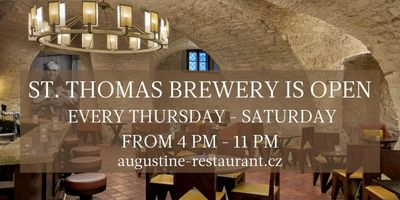 ST. THOMAS BREWERY IS OPEN
EVERY THURSDAY - SATURDAY
FROM 4 PM - 11 PM
augustine-restaurant.cz